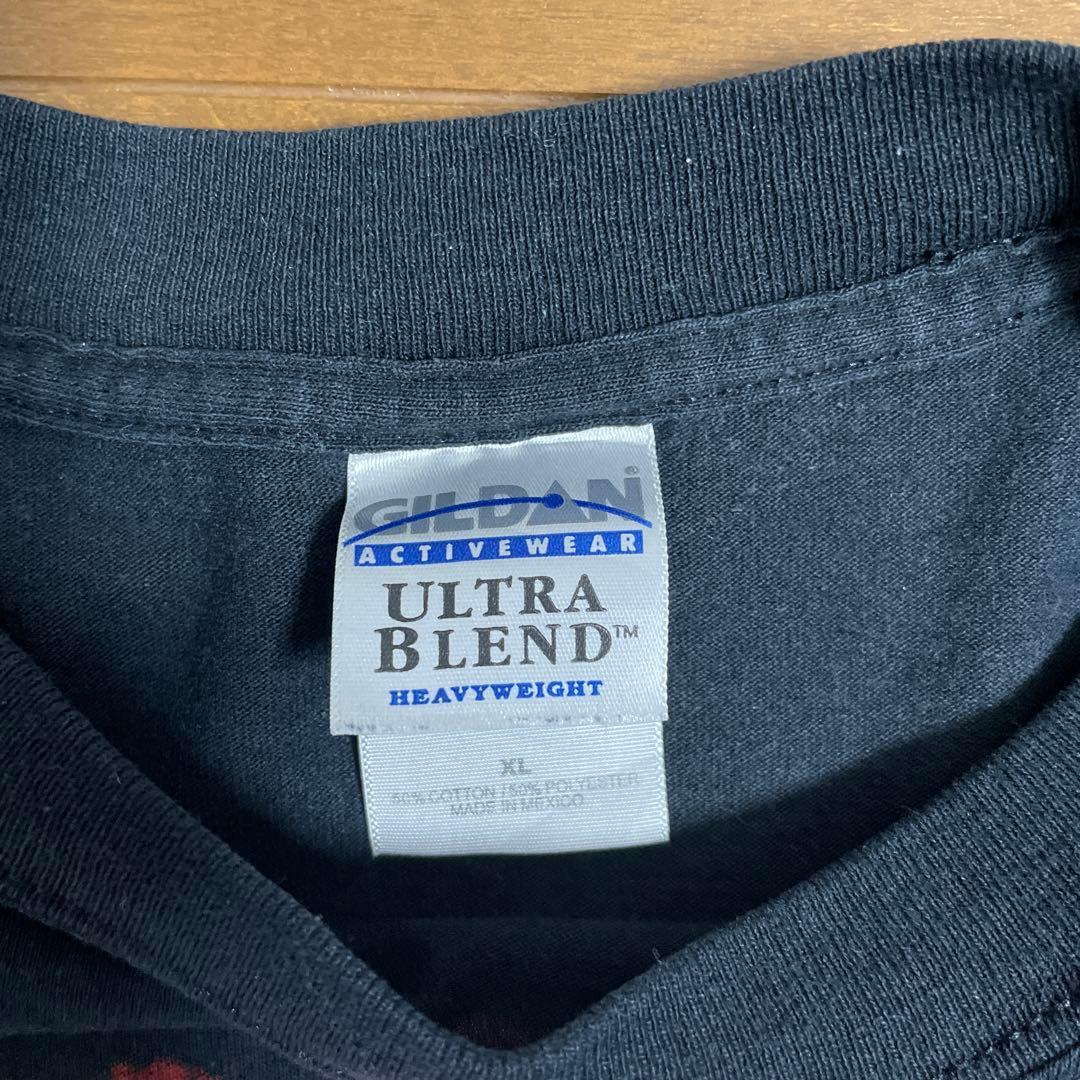 GILDAN®
ACTIVEWEAR
ULTRA
BLEND™
HEAVYWEIGHT
XL
50% COTTON / 50% POLYESTER
MADE IN MEXICO